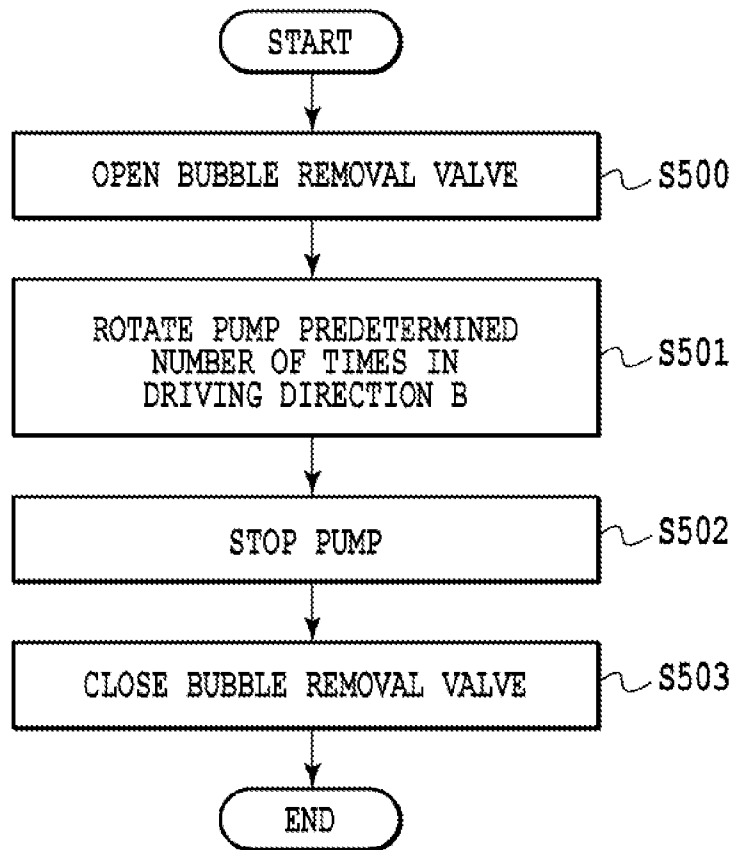 START
OPEN BUBBLE REMOVAL VALVE
S500
ROTATE PUMP PREDETERMINED
NUMBER OF TIMES IN
DRIVING DIRECTION B
S501
STOP PUMP
S502
CLOSE BUBBLE REMOVAL VALVE
S503
END